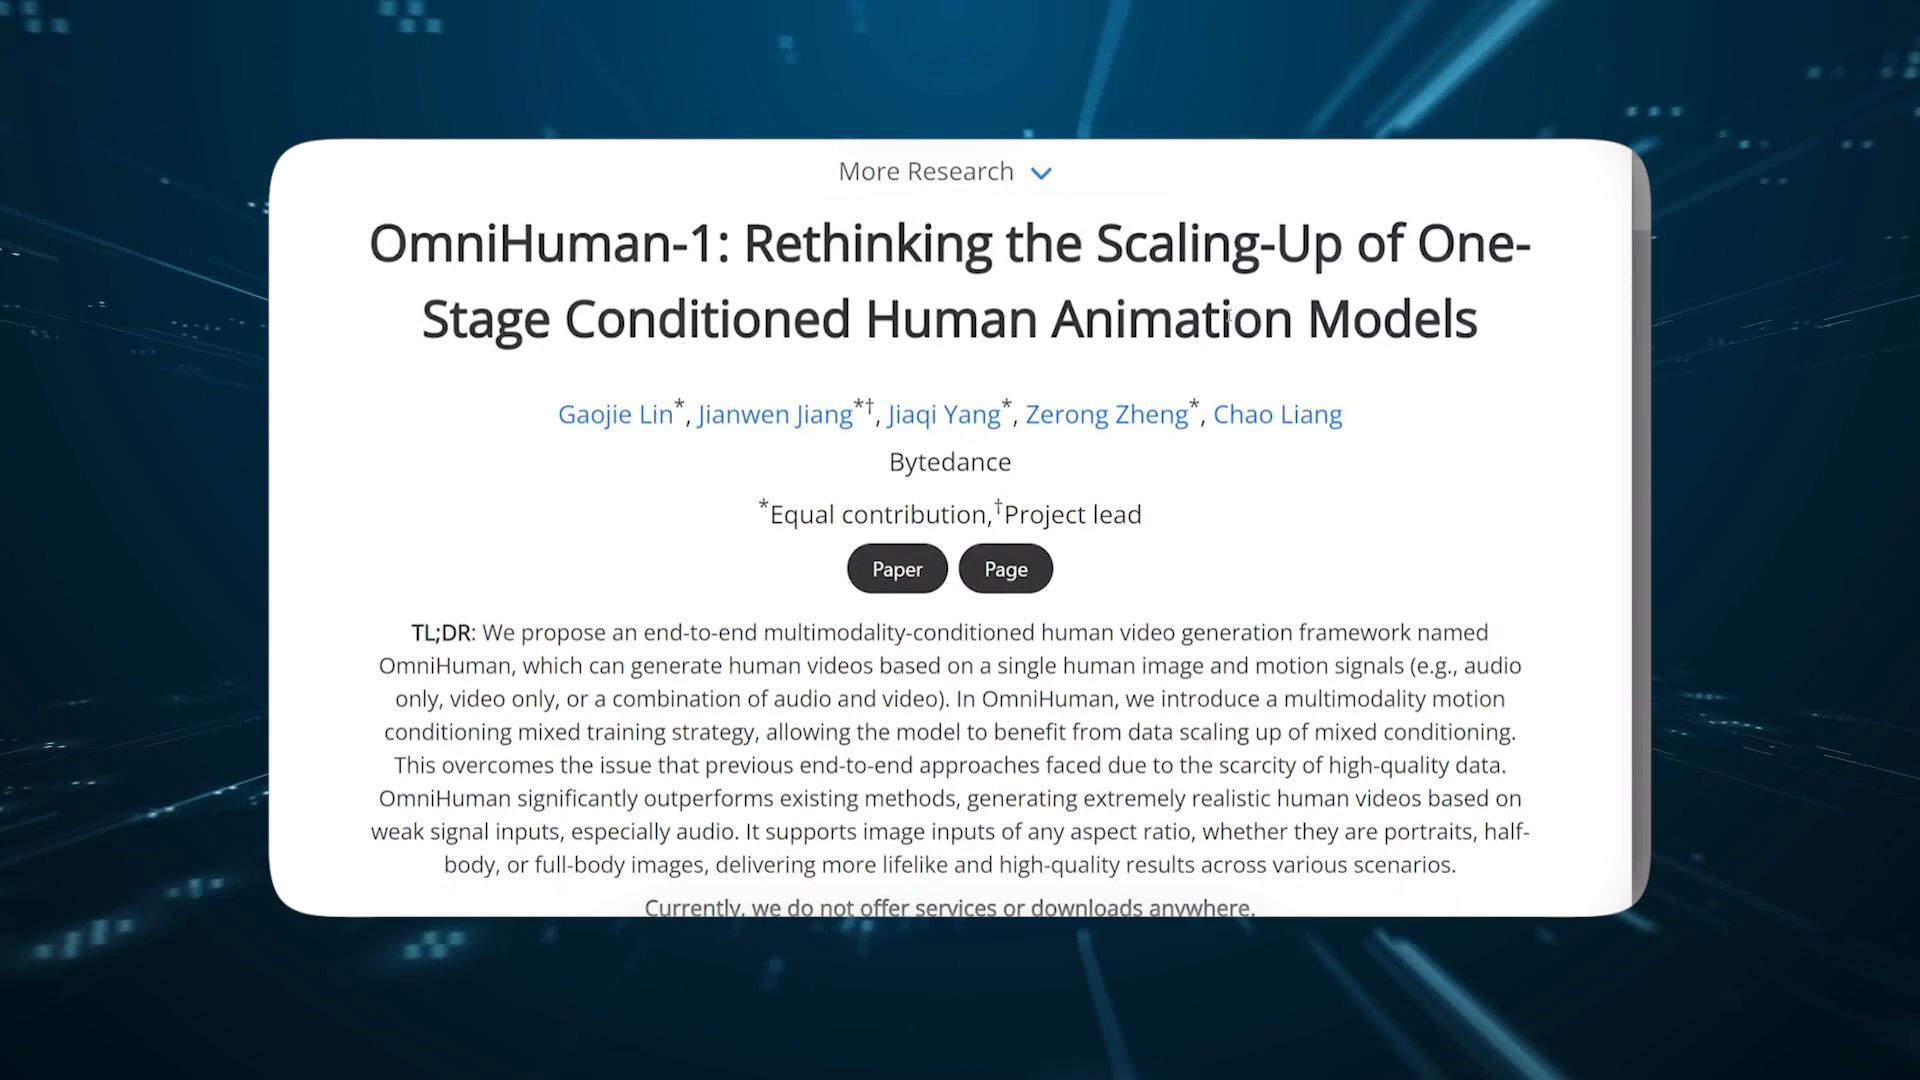 More Research
OmniHuman-1: Rethinking the Scaling-Up of One-
Stage Conditioned Human Animation Models
Gaojie Lin*, Jianwen Jiang*†, Jiaqi Yang*, Zerong Zheng*, Chao Liang
Bytedance
*Equal contribution,†Project lead
Paper Page
TL;DR: We propose an end-to-end multimodality-conditioned human video generation framework named
OmniHuman, which can generate human videos based on a single human image and motion signals (e.g., audio
only, video only, or a combination of audio and video). In OmniHuman, we introduce a multimodality motion
conditioning mixed training strategy, allowing the model to benefit from data scaling up of mixed conditioning.
This overcomes the issue that previous end-to-end approaches faced due to the scarcity of high-quality data.
OmniHuman significantly outperforms existing methods, generating extremely realistic human videos based on
weak signal inputs, especially audio. It supports image inputs of any aspect ratio, whether they are portraits, half-
body, or full-body images, delivering more lifelike and high-quality results across various scenarios.
Currently, we do not offer services or downloads anywhere.